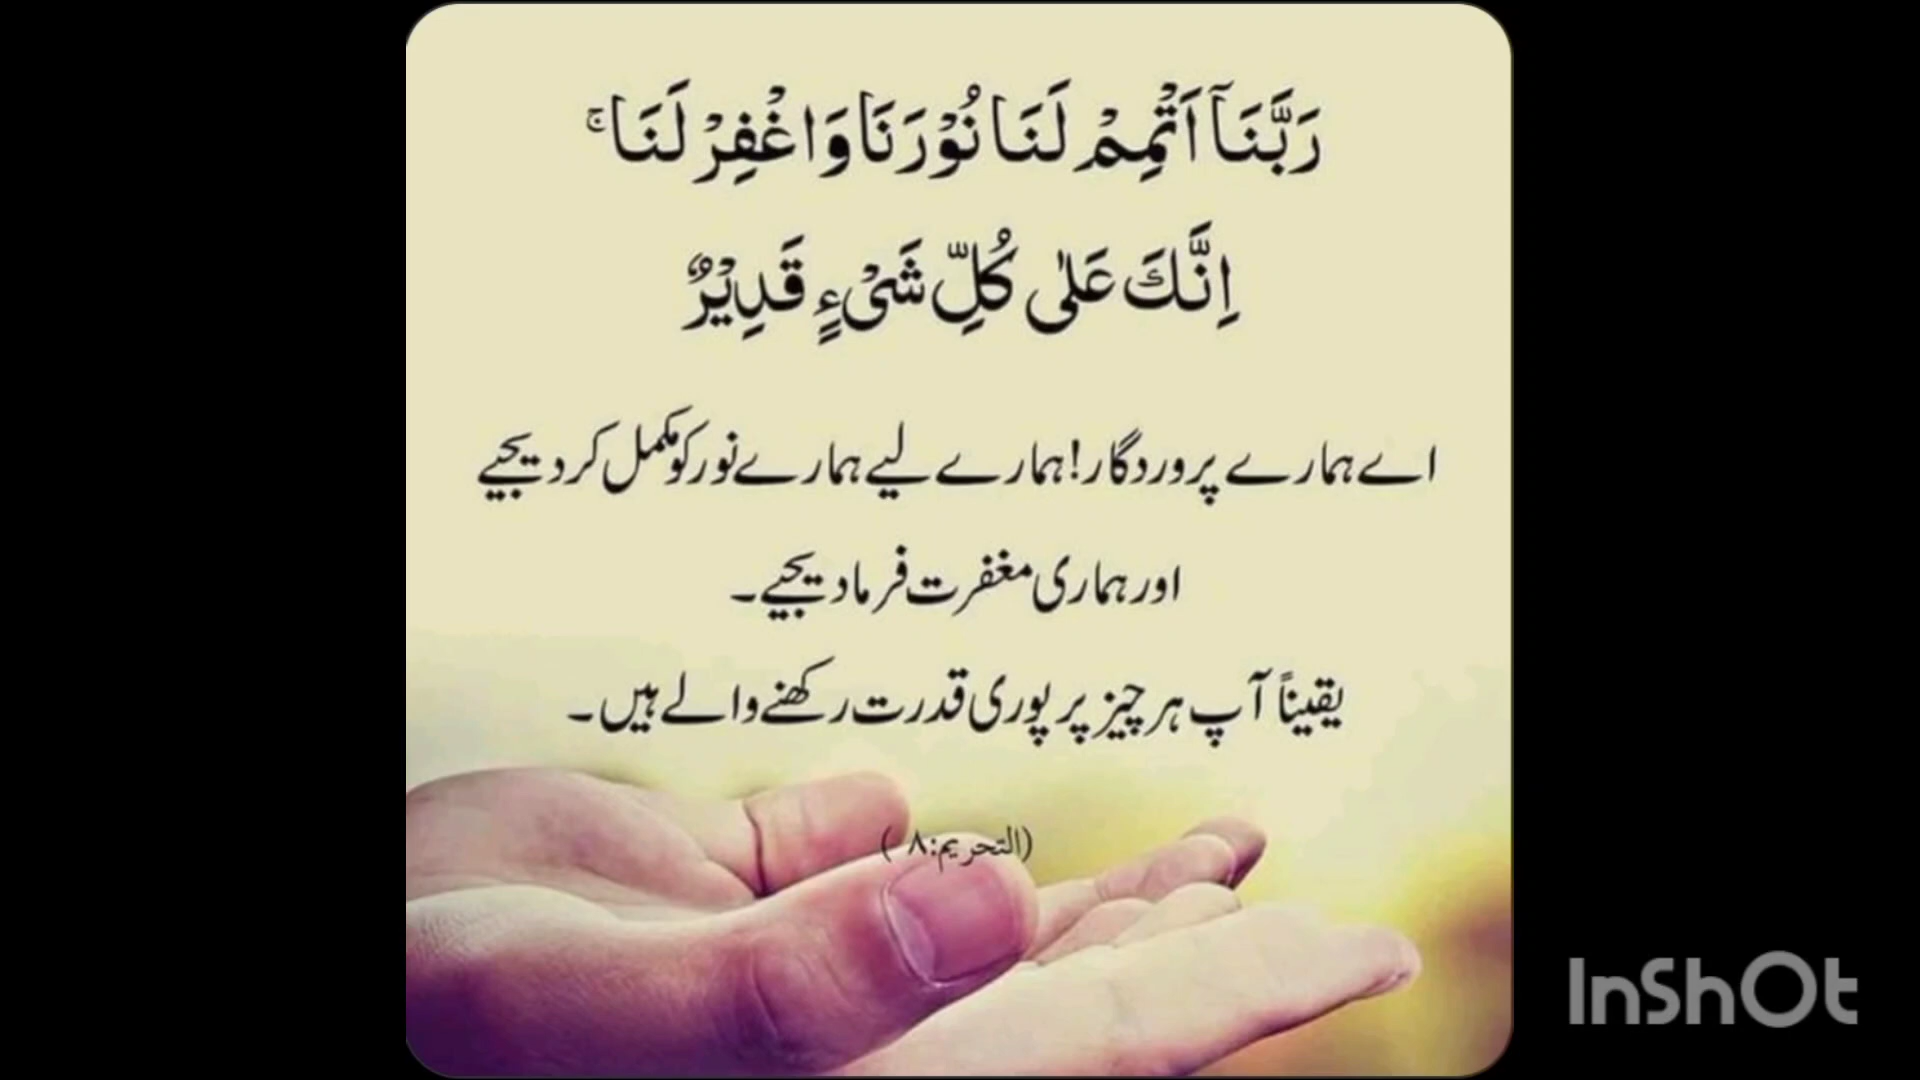 رَبَّنَآ اَتْمِمْ لَنَا نُوْرَنَا وَاغْفِرْ لَنَا ۚ
اِنَّكَ عَلٰى كُلِّ شَىْءٍ قَدِيْرٌ
اے ہمارے پروردگار! ہمارے لیے ہمارے نور کو مکمل کر دیجیے
اور ہماری مغفرت فرما دیجیے۔
یقیناً آپ ہر چیز پر پوری قدرت رکھنے والے ہیں۔
(التحریم: ۸)
InShOt